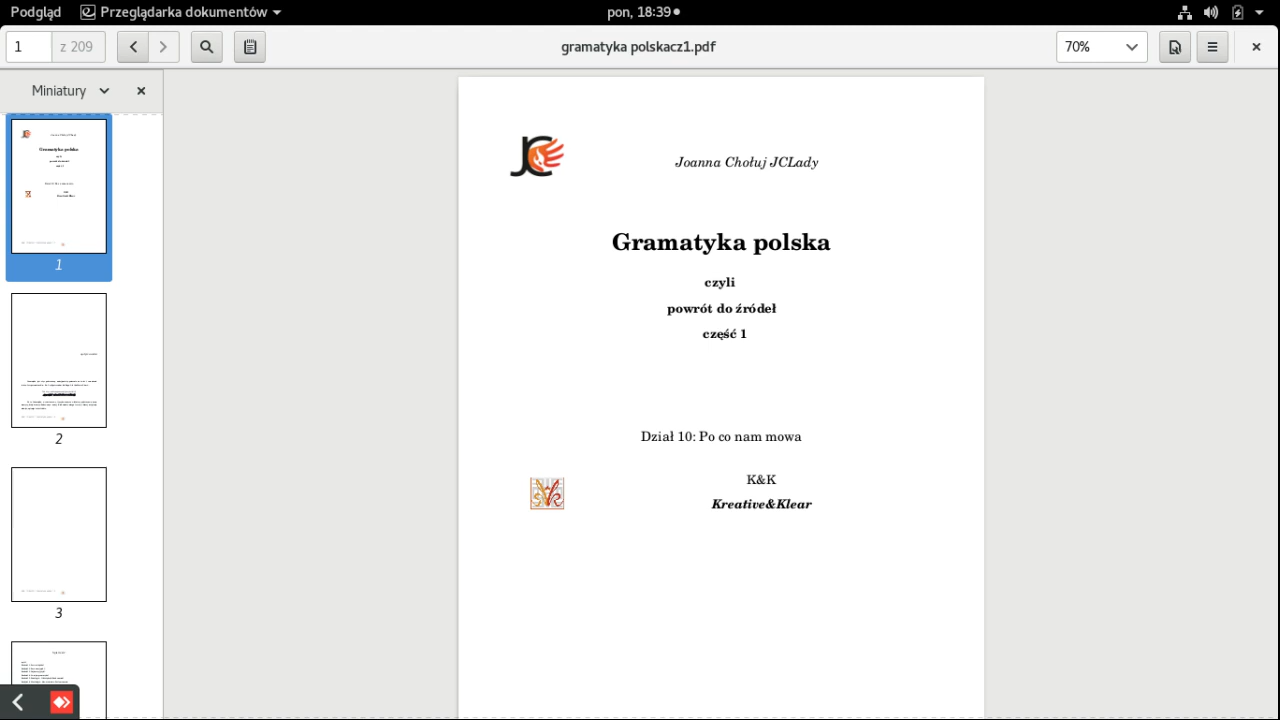 Podgląd Przeglądarka dokumentów pon, 18:39
1 z 209 gramatyka polskacz1.pdf 70%
Miniatury
1
2
3
JC
Joanna Chołuj JCLady
Gramatyka polska
czyli
powrót do źródeł
część 1
Dział 10: Po co nam mowa
K&K
Kreative&Klear